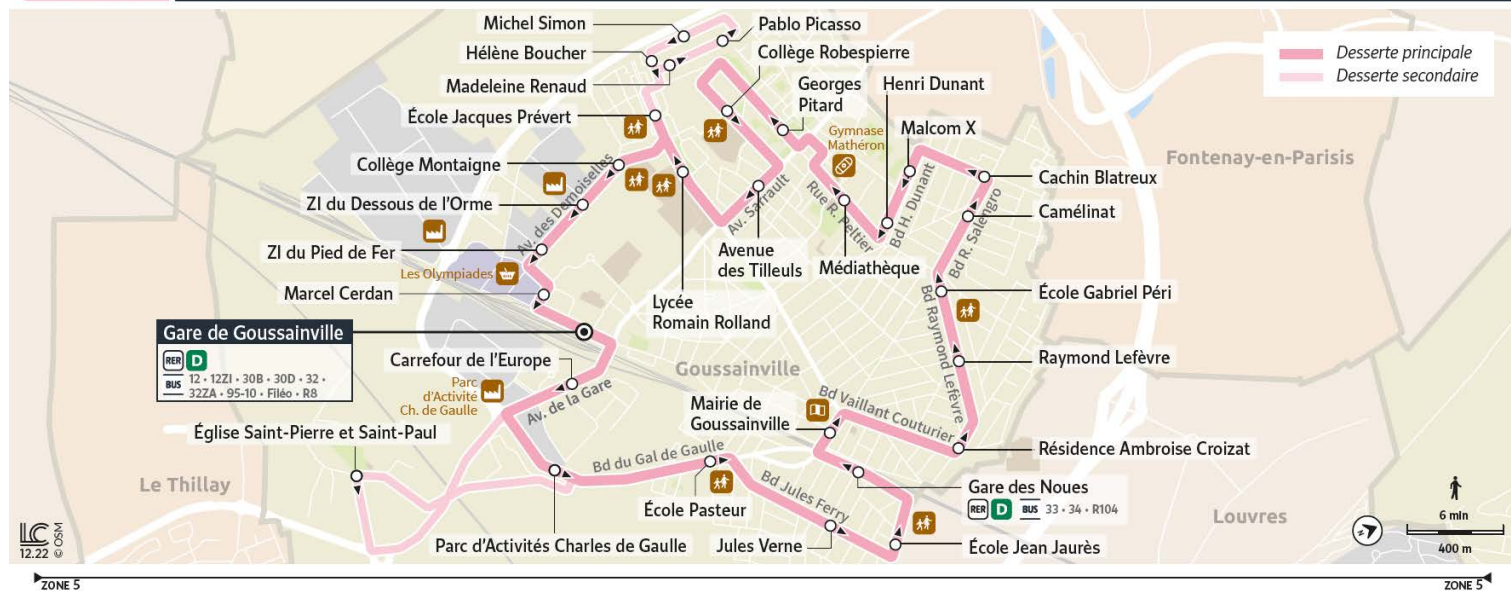 Michel Simon
Pablo Picasso
Hélène Boucher
Collège Robespierre
Madeleine Renaud
Georges
Pitard
Henri Dunant
École Jacques Prévert
Malcom X
Gymnase
Mathéron
Collège Montaigne
Cachin Blatreux
ZI du Dessous de l'Orme
Camélinat
Av. des Demoiselles
Av. Sarrault
Rue R. Peltier
Bd H. Dunant
Bd R. Salengro
ZI du Pied de Fer
Les Olympiades
Avenue
des Tilleuls
Médiathèque
Marcel Cerdan
Lycée
Romain Rolland
École Gabriel Péri
Bd Raymond Lefèvre
Gare de Goussainville
RER D
BUS 12 • 12ZI • 30B • 30D • 32 •
32ZA • 95-10 • Filéo • R8
Carrefour de l'Europe
Goussainville
Raymond Lefèvre
Parc
d'Activité
Ch. de Gaulle
Av. de la Gare
Mairie de
Goussainville
Bd Vaillant Couturier
Église Saint-Pierre et Saint-Paul
Résidence Ambroise Croizat
Bd du Gal de Gaulle
Le Thillay
Bd Jules Ferry
Gare des Noues
RER D BUS 33 • 34 • R104
École Pasteur
Louvres
Parc d'Activités Charles de Gaulle
Jules Verne
École Jean Jaurès
Fontenay-en-Parisis
Desserte principale
Desserte secondaire
6 min
400 m
LC
12.22 © OSM
ZONE 5
ZONE 5